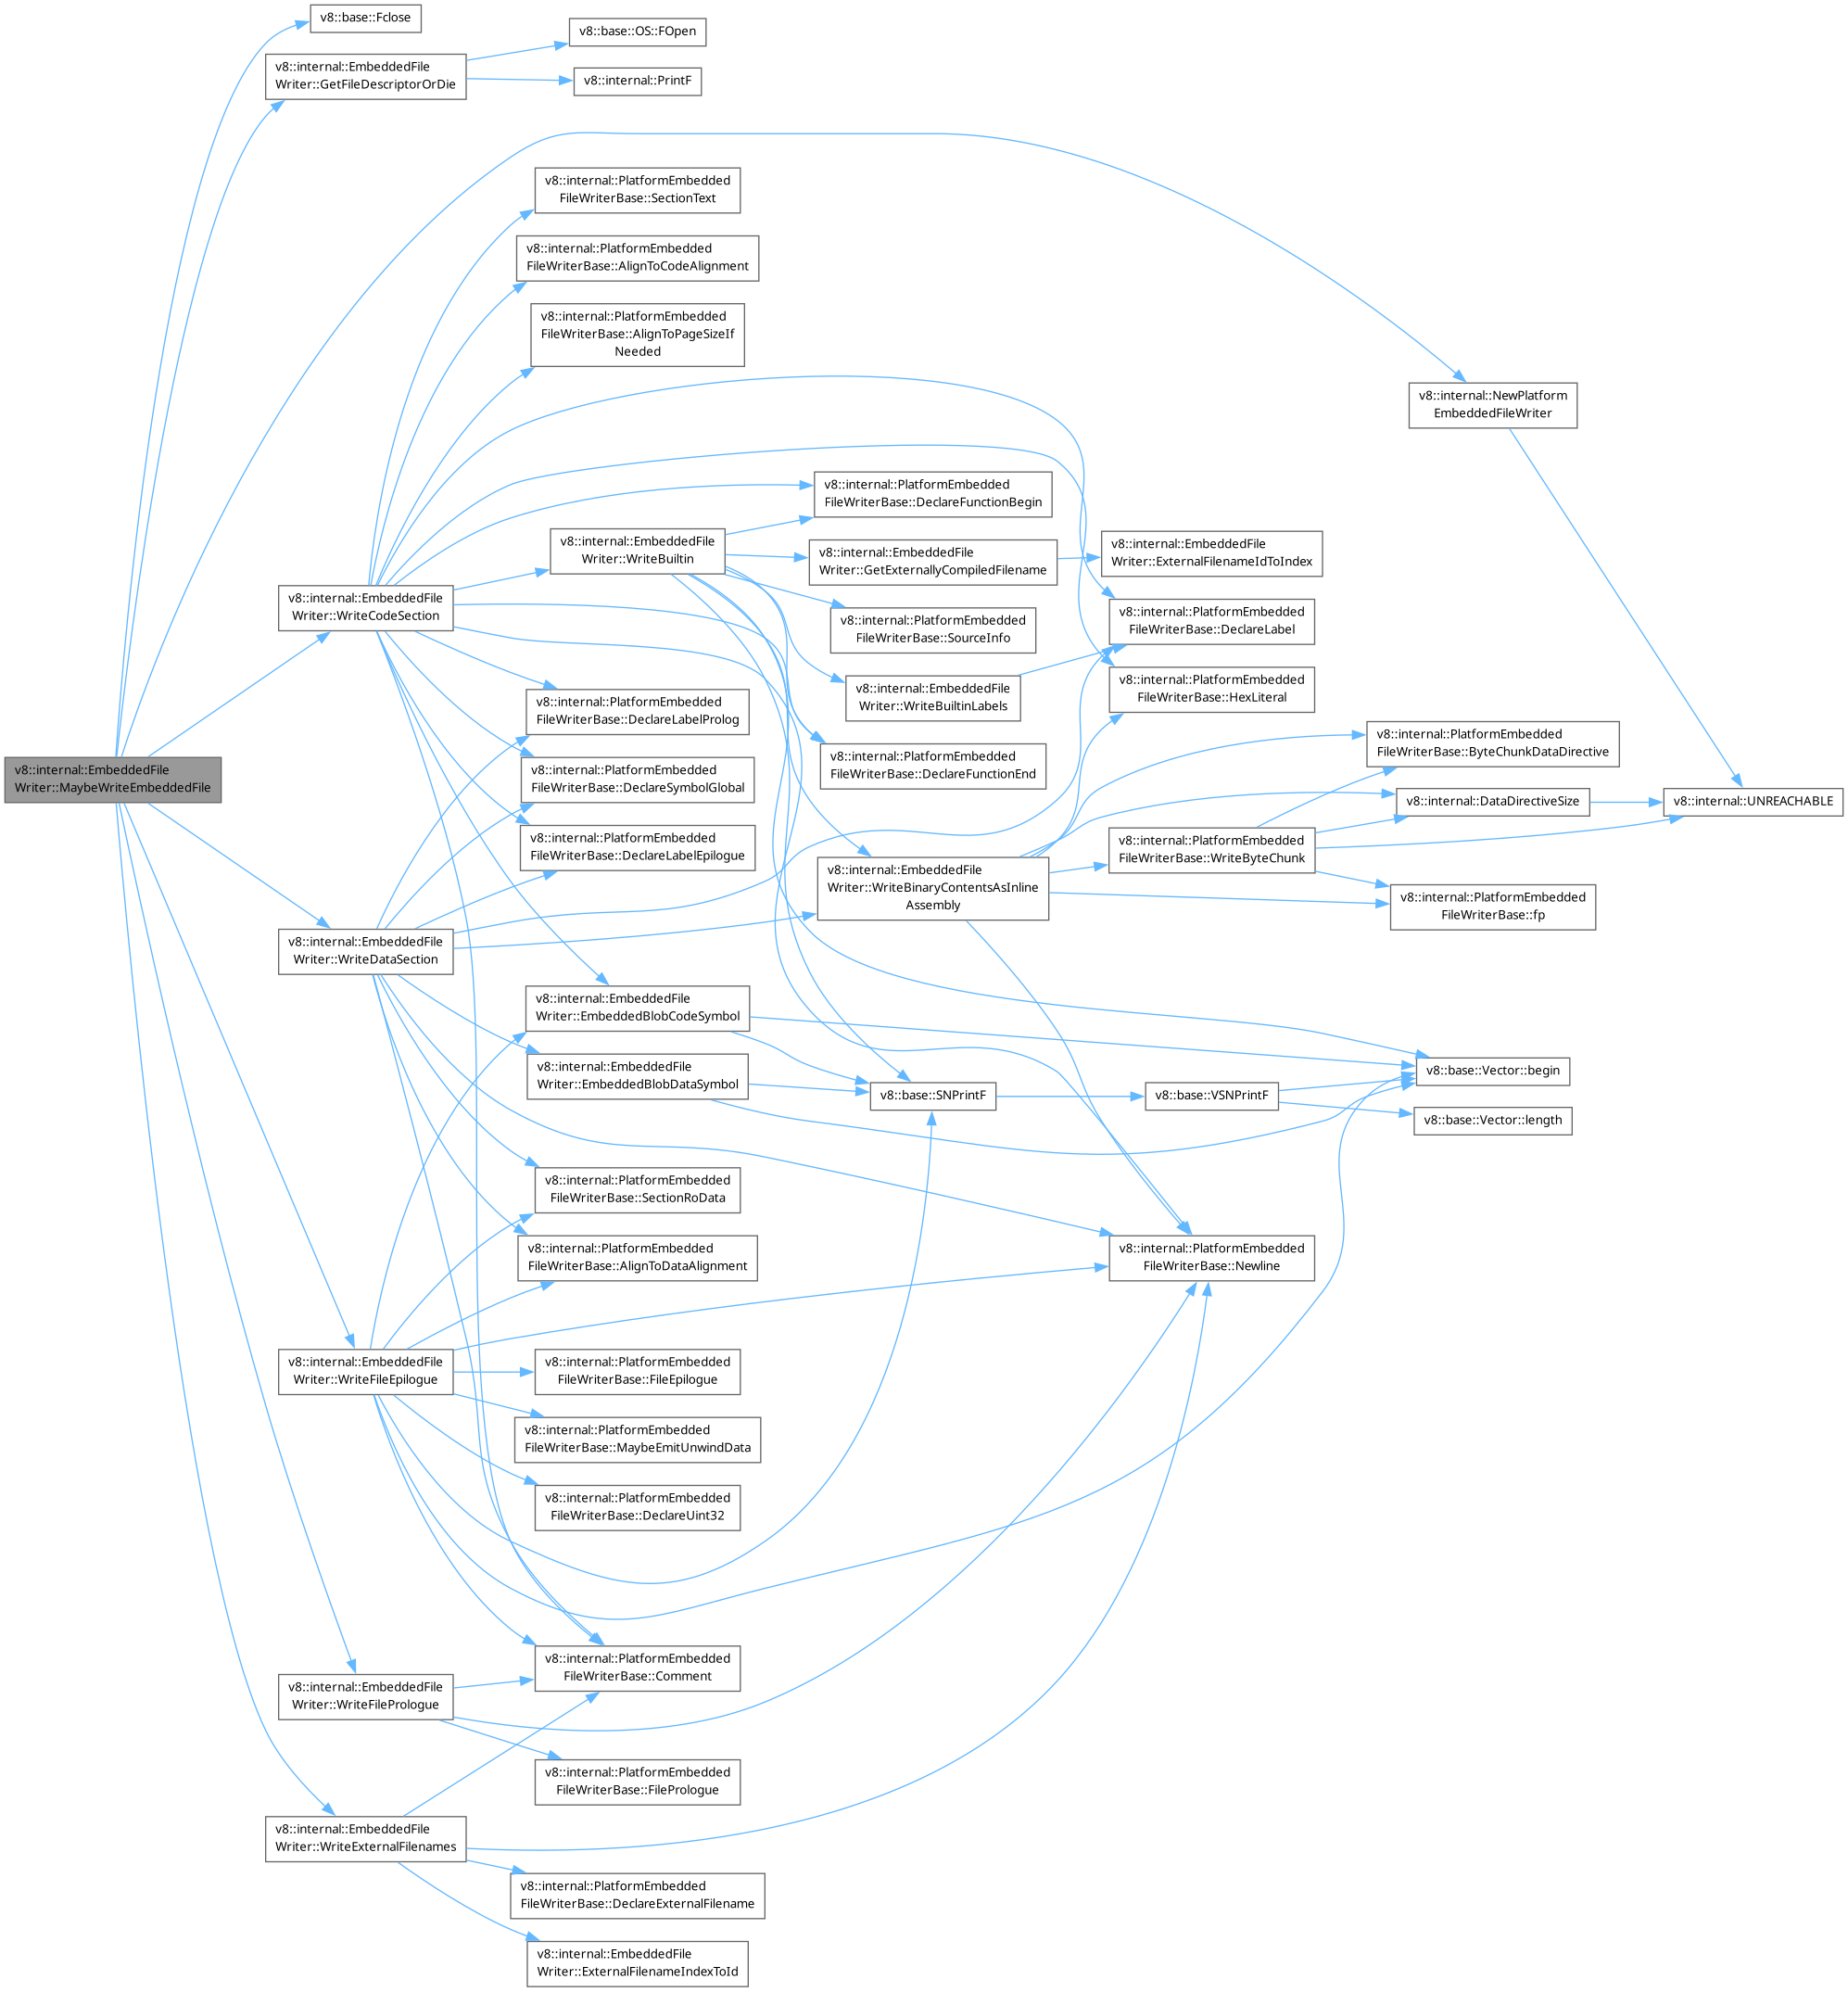 v8::base::Fclose
v8::base::OS::FOpen
v8::internal::EmbeddedFile
Writer::GetFileDescriptorOrDie
v8::internal::PrintF
v8::internal::PlatformEmbedded
FileWriterBase::SectionText
v8::internal::PlatformEmbedded
FileWriterBase::AlignToCodeAlignment
v8::internal::PlatformEmbedded
FileWriterBase::AlignToPageSizeIf
Needed
v8::internal::NewPlatform
EmbeddedFileWriter
v8::internal::PlatformEmbedded
FileWriterBase::DeclareFunctionBegin
v8::internal::EmbeddedFile
Writer::WriteBuiltin
v8::internal::EmbeddedFile
Writer::GetExternallyCompiledFilename
v8::internal::EmbeddedFile
Writer::ExternalFilenameIdToIndex
v8::internal::EmbeddedFile
Writer::WriteCodeSection
v8::internal::PlatformEmbedded
FileWriterBase::SourceInfo
v8::internal::PlatformEmbedded
FileWriterBase::DeclareLabel
v8::internal::PlatformEmbedded
FileWriterBase::DeclareLabelProlog
v8::internal::EmbeddedFile
Writer::WriteBuiltinLabels
v8::internal::PlatformEmbedded
FileWriterBase::HexLiteral
v8::internal::EmbeddedFile
Writer::MaybeWriteEmbeddedFile
v8::internal::PlatformEmbedded
FileWriterBase::DeclareSymbolGlobal
v8::internal::PlatformEmbedded
FileWriterBase::DeclareFunctionEnd
v8::internal::PlatformEmbedded
FileWriterBase::ByteChunkDataDirective
v8::internal::DataDirectiveSize
v8::internal::UNREACHABLE
v8::internal::PlatformEmbedded
FileWriterBase::DeclareLabelEpilogue
v8::internal::PlatformEmbedded
FileWriterBase::WriteByteChunk
v8::internal::EmbeddedFile
Writer::WriteBinaryContentsAsInline
Assembly
v8::internal::PlatformEmbedded
FileWriterBase::fp
v8::internal::EmbeddedFile
Writer::WriteDataSection
v8::internal::EmbeddedFile
Writer::EmbeddedBlobCodeSymbol
v8::internal::EmbeddedFile
Writer::EmbeddedBlobDataSymbol
v8::base::SNPrintF
v8::base::VSNPrintF
v8::base::Vector::begin
v8::base::Vector::length
v8::internal::PlatformEmbedded
FileWriterBase::SectionRoData
v8::internal::PlatformEmbedded
FileWriterBase::AlignToDataAlignment
v8::internal::PlatformEmbedded
FileWriterBase::Newline
v8::internal::EmbeddedFile
Writer::WriteFileEpilogue
v8::internal::PlatformEmbedded
FileWriterBase::FileEpilogue
v8::internal::PlatformEmbedded
FileWriterBase::MaybeEmitUnwindData
v8::internal::PlatformEmbedded
FileWriterBase::DeclareUint32
v8::internal::PlatformEmbedded
FileWriterBase::Comment
v8::internal::EmbeddedFile
Writer::WriteFilePrologue
v8::internal::PlatformEmbedded
FileWriterBase::FilePrologue
v8::internal::EmbeddedFile
Writer::WriteExternalFilenames
v8::internal::PlatformEmbedded
FileWriterBase::DeclareExternalFilename
v8::internal::EmbeddedFile
Writer::ExternalFilenameIndexToId